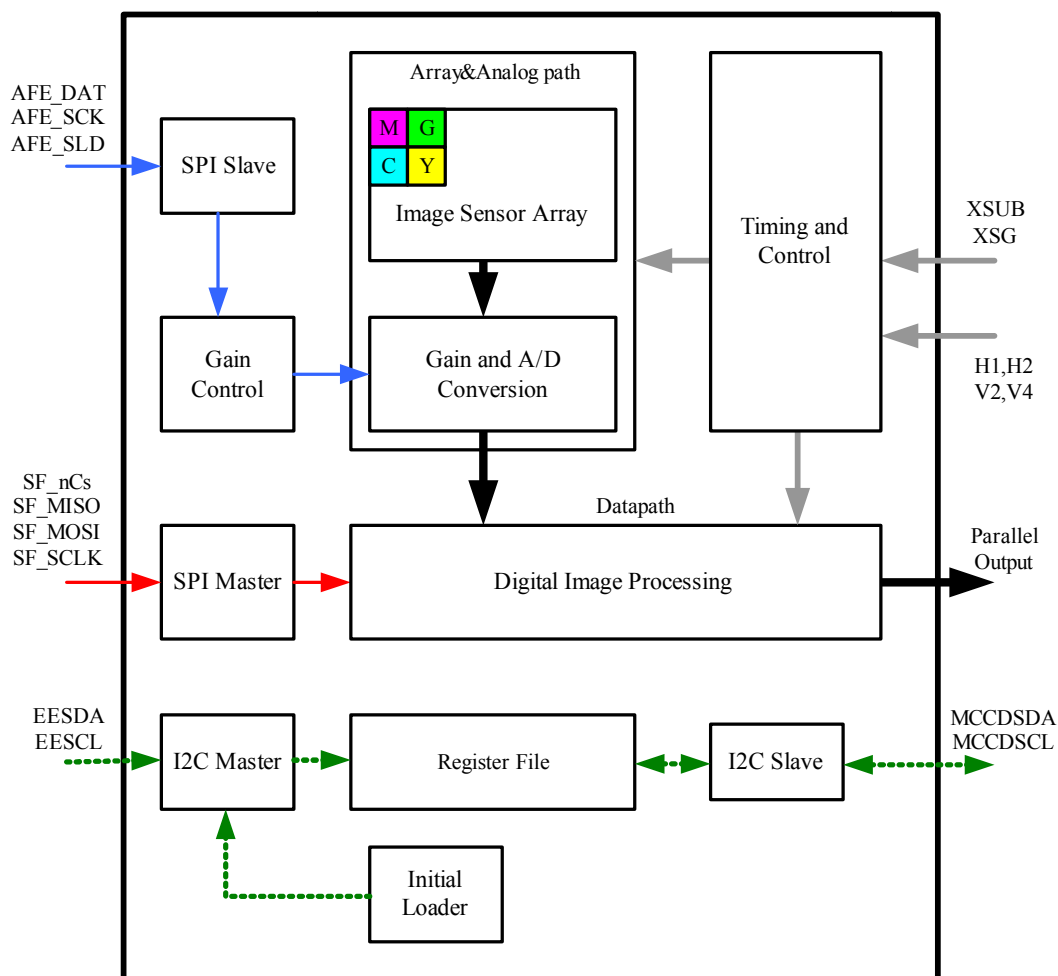 Array&Analog path
AFE_DAT
AFE_SCK
AFE_SLD
SPI Slave
M G
C Y
Image Sensor Array
Timing and
Control
XSUB
XSG
Gain
Control
Gain and A/D
Conversion
H1,H2
V2,V4
SF_nCs
SF_MISO
SF_MOSI
SF_SCLK
Datapath
SPI Master
Digital Image Processing
Parallel
Output
EESDA
EESCL
I2C Master
Register File
I2C Slave
MCCDSDA
MCCDSCL
Initial
Loader